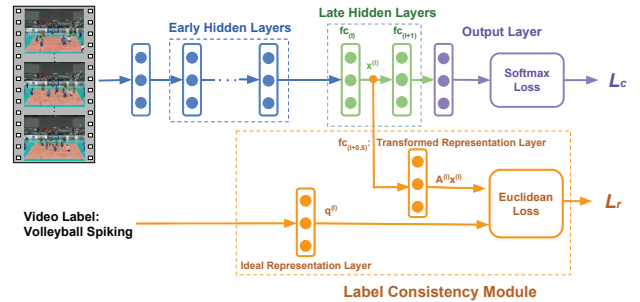 Late Hidden Layers
Early Hidden Layers
fc(l)
fc(l+1)
Output Layer
x(l)
Softmax
Loss
Lc
fc(l+0.5): Transformed Representation Layer
A(l)x(l)
Euclidean
Loss
Lr
Video Label:
Volleyball Spiking
q(l)
Ideal Representation Layer
Label Consistency Module